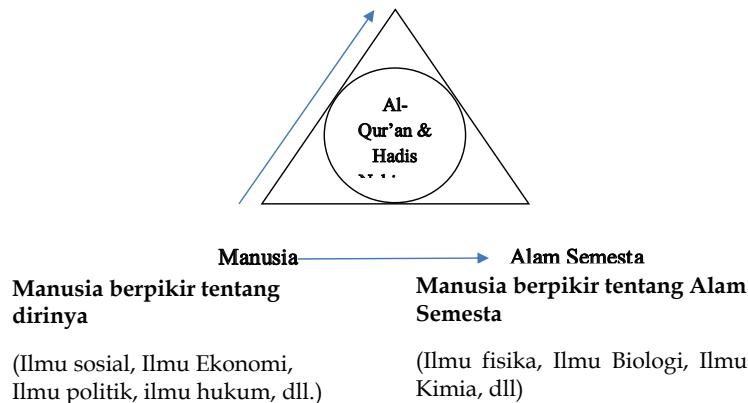 Al-
Qur’an &
Hadis
Manusia
Alam Semesta
Manusia berpikir tentang
dirinya
(Ilmu sosial, Ilmu Ekonomi,
Ilmu politik, ilmu hukum, dll.)
Manusia berpikir tentang Alam
Semesta
(Ilmu fisika, Ilmu Biologi, Ilmu
Kimia, dll)